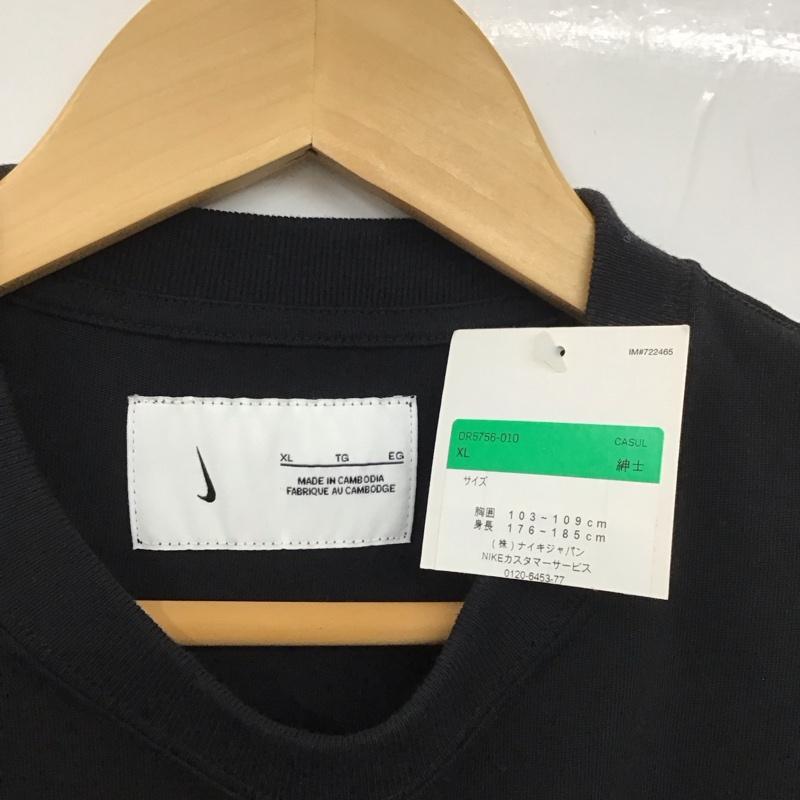 XL TG EG
MADE IN CAMBODIA
FABRIQUE AU CAMBODGE
IM#722465
DR5756-010 CASUL
XL 紳士
サイズ
胸囲 103~109cm
身長 176~185cm
(株)ナイキジャパン
NIKEカスタマーサービス
0120-6453-77